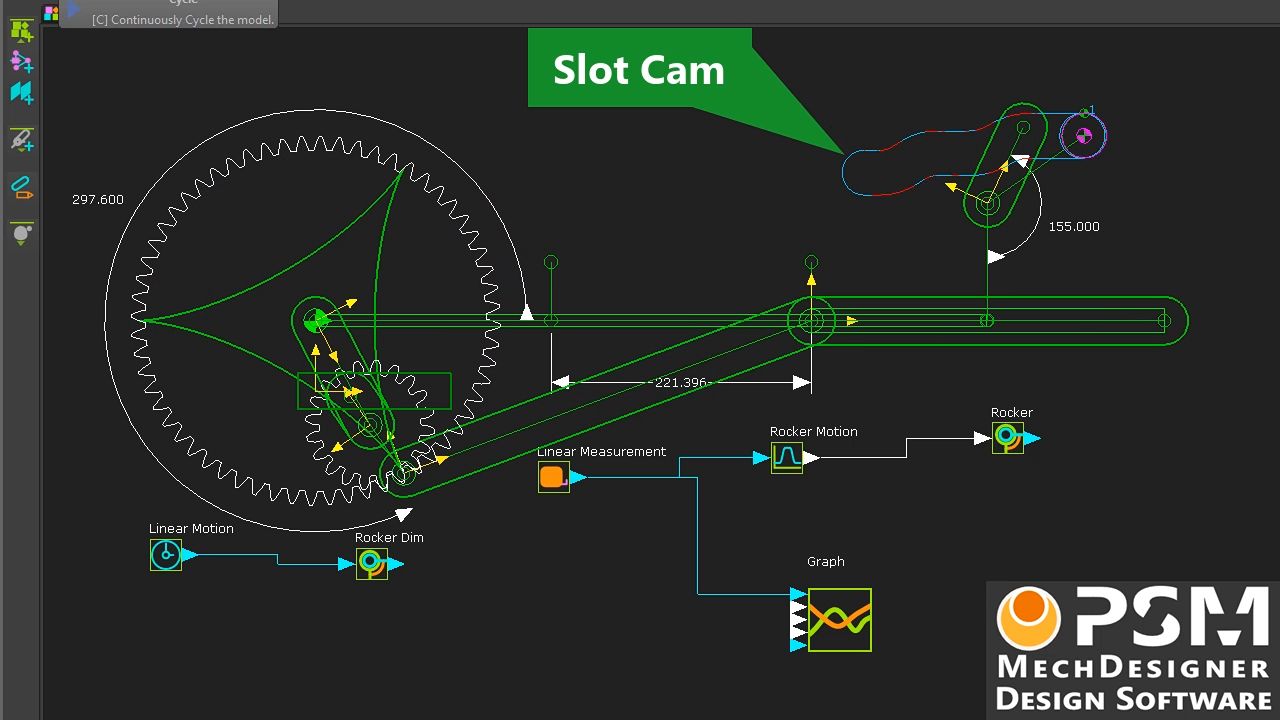 cycle
[C] Continuously Cycle the model.
Slot Cam
1
297.600
155.000
221.396
Rocker
Rocker Motion
Linear Measurement
Linear Motion
Rocker Dim
Graph
PSM
MECHDESIGNER
DESIGN SOFTWARE